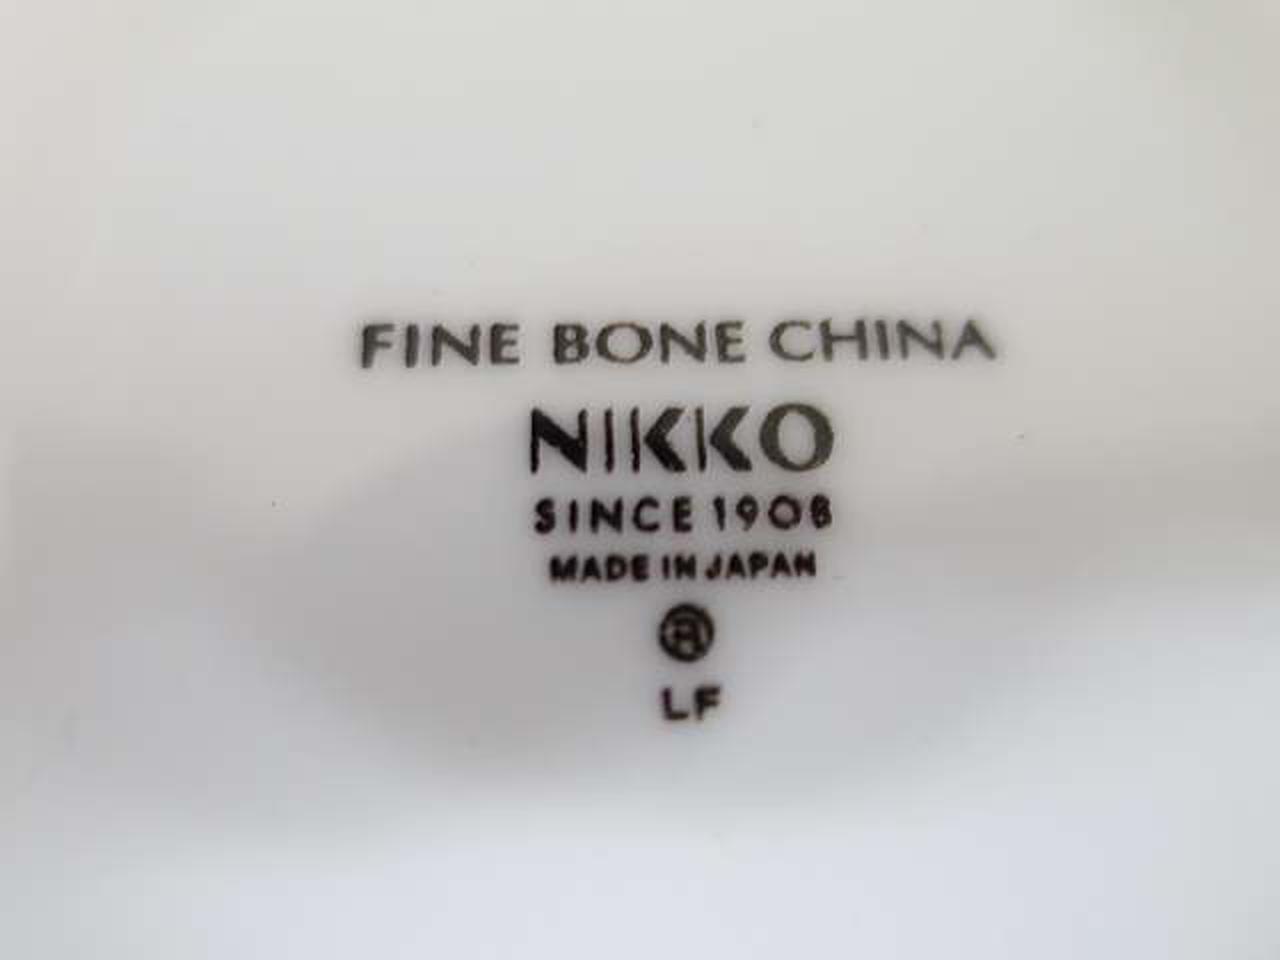 FINE BONE CHINA
NIKKO
SINCE 1908
MADE IN JAPAN
LF